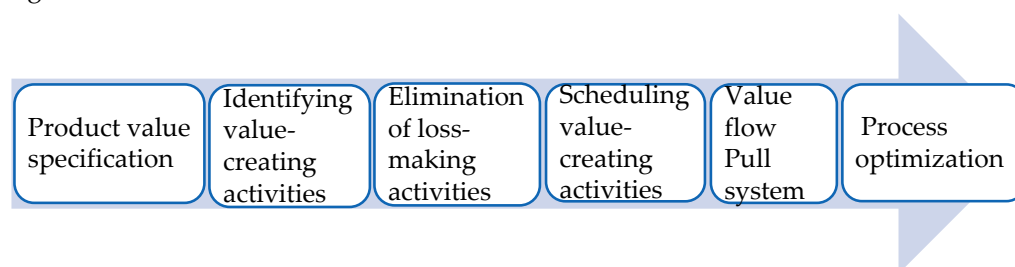 Product value
specification
Identifying
value-
creating
activities
Elimination
of loss-
making
activities
Scheduling
value-
creating
activities
Value
flow
Pull
system
Process
optimization